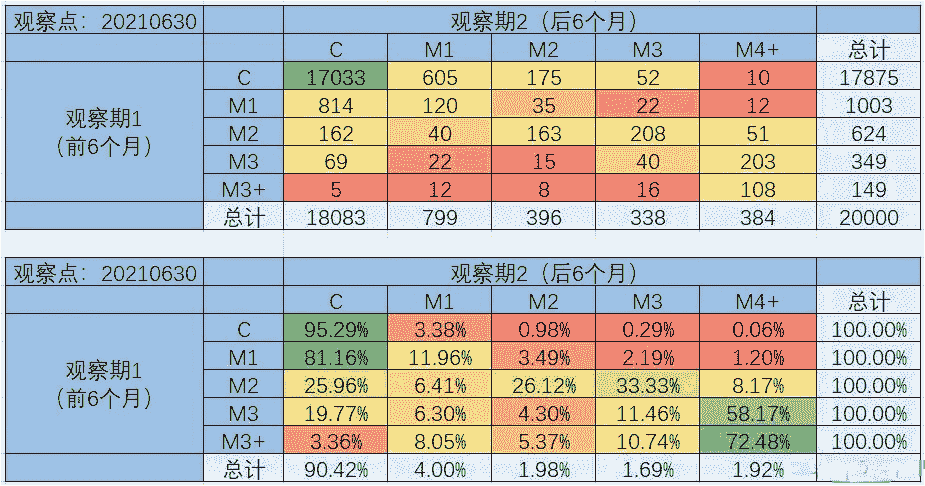 观察点：20210630 观察期2（后6个月）
C M1 M2 M3 M4+ 总计
观察期1
（前6个月）
C 17033 605 175 52 10 17875
M1 814 120 35 22 12 1003
M2 162 40 163 208 51 624
M3 69 22 15 40 203 349
M3+ 5 12 8 16 108 149
总计 18083 799 396 338 384 20000
观察点：20210630 观察期2（后6个月）
C M1 M2 M3 M4+ 总计
观察期1
（前6个月）
C 95.29% 3.38% 0.98% 0.29% 0.06% 100.00%
M1 81.16% 11.96% 3.49% 2.19% 1.20% 100.00%
M2 25.96% 6.41% 26.12% 33.33% 8.17% 100.00%
M3 19.77% 6.30% 4.30% 11.46% 58.17% 100.00%
M3+ 3.36% 8.05% 5.37% 10.74% 72.48% 100.00%
总计 90.42% 4.00% 1.98% 1.69% 1.92%